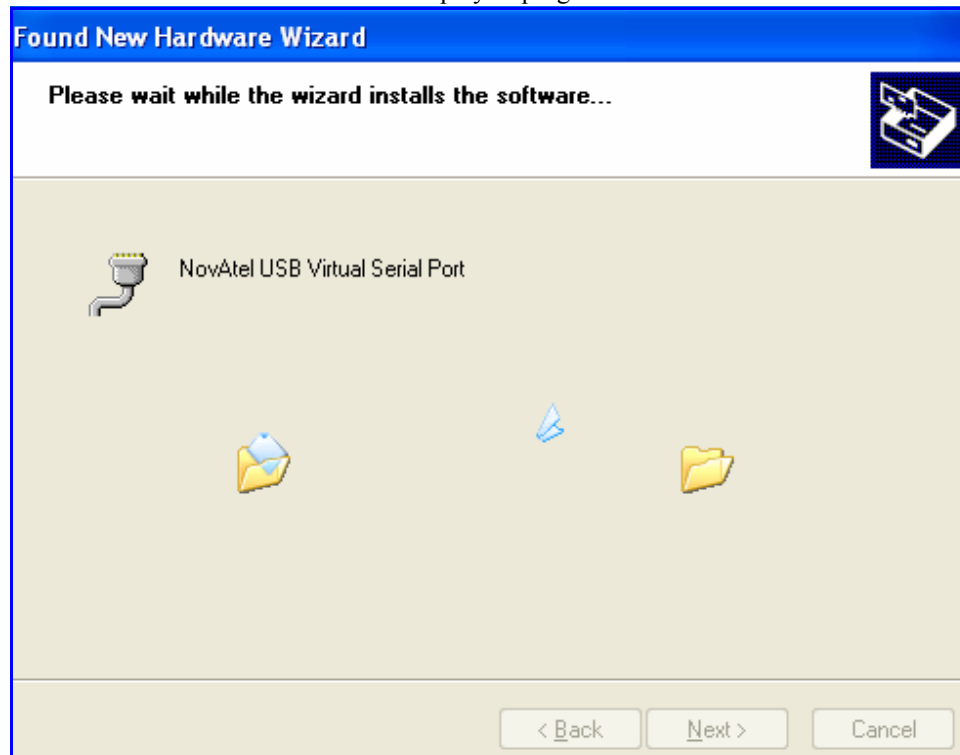 Found New Hardware Wizard
Please wait while the wizard installs the software...
NovAtel USB Virtual Serial Port
< Back
Next >
Cancel